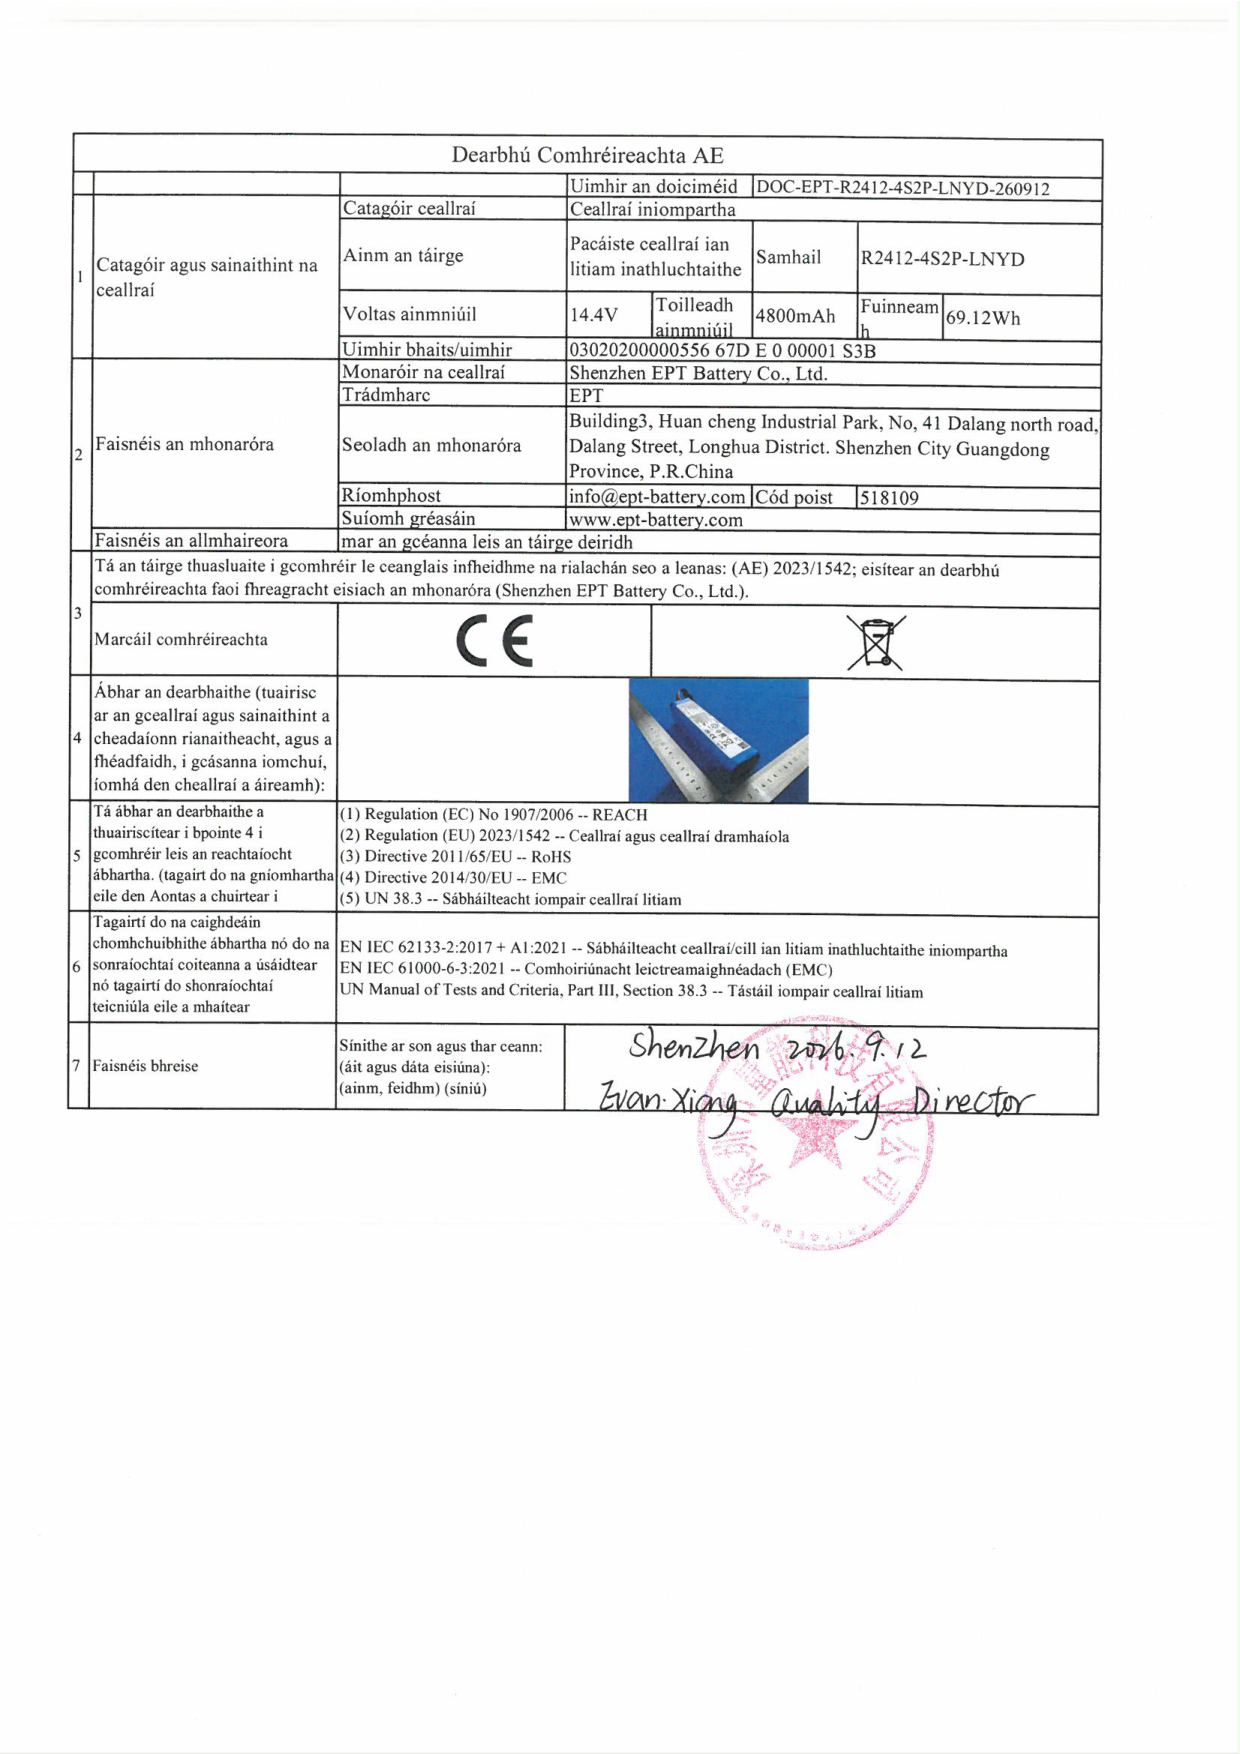 Dearbhú Comhréireachta AE
Uimhir an doiciméid DOC-EPT-R2412-4S2P-LNYD-260912
1
Catagóir agus sainaithint na
ceallraí
Catagóir ceallraí Ceallraí iniompartha
Ainm an táirge
Pacáiste ceallraí ian
litiam inathluchtaithe
Samhail R2412-4S2P-LNYD
Voltas ainmniúil 14.4V
Toilleadh
ainmniúil
4800mAh
Fuinneam
h
69.12Wh
Uimhir bhaits/uimhir 03020200000556 67D E 0 00001 S3B
2
Faisnéis an mhonaróra
Monaróir na ceallraí Shenzhen EPT Battery Co., Ltd.
Trádmharc EPT
Seoladh an mhonaróra
Building3, Huan cheng Industrial Park, No, 41 Dalang north road,
Dalang Street, Longhua District. Shenzhen City Guangdong
Province, P.R.China
Ríomhphost info@ept-battery.com Cód poist 518109
Suíomh gréasáin www.ept-battery.com
Faisnéis an allmhaireora mar an gcéanna leis an táirge deiridh
3
Tá an táirge thuasluaite i gcomhréir le ceanglais infheidhme na rialachán seo a leanas: (AE) 2023/1542; eisítear an dearbhú
comhréireachta faoi fhreagracht eisiach an mhonaróra (Shenzhen EPT Battery Co., Ltd.).
Marcáil comhréireachta CE
4
Ábhar an dearbhaithe (tuairisc
ar an gceallraí agus sainaithint a
cheadaíonn rianaitheacht, agus a
fhéadfaidh, i gcásanna iomchuí,
íomhá den cheallraí a áireamh):
5
Tá ábhar an dearbhaithe a
thuairiscítear i bpointe 4 i
gcomhréir leis an reachtaíocht
ábhartha. (tagairt do na gníomhartha
eile den Aontas a chuirtear i
(1) Regulation (EC) No 1907/2006 -- REACH
(2) Regulation (EU) 2023/1542 -- Ceallraí agus ceallraí dramhaíola
(3) Directive 2011/65/EU -- RoHS
(4) Directive 2014/30/EU -- EMC
(5) UN 38.3 -- Sábháilteacht iompair ceallraí litiam
6
Tagairtí do na caighdeáin
chomhchuibhithe ábhartha nó do na
sonraíochtaí coiteanna a úsáidtear
nó tagairtí do shonraíochtaí
teicniúla eile a mhaítear
EN IEC 62133-2:2017 + A1:2021 -- Sábháilteacht ceallraí/cill ian litiam inathluchtaithe iniompartha
EN IEC 61000-6-3:2021 -- Comhoiriúnacht leictreamaighnéadach (EMC)
UN Manual of Tests and Criteria, Part III, Section 38.3 -- Tástáil iompair ceallraí litiam
7
Faisnéis bhreise
Sínithe ar son agus thar ceann:
(áit agus dáta eisiúna):
(ainm, feidhm) (síniú)
Shenzhen 2026.9.12
Evan·Xiong Quality Director